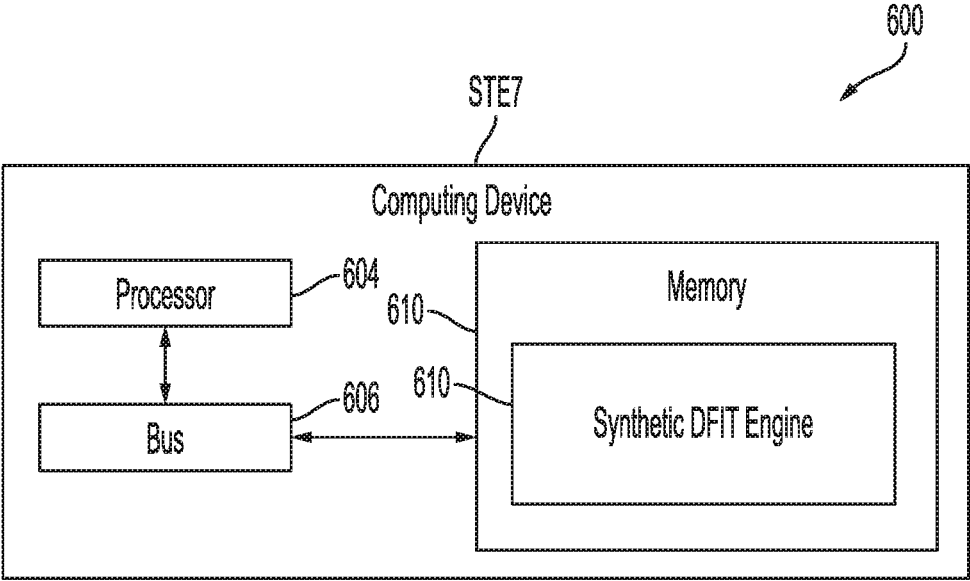 600
STE7
Computing Device
Processor
604
Memory
610
610
Synthetic DFIT Engine
606
Bus